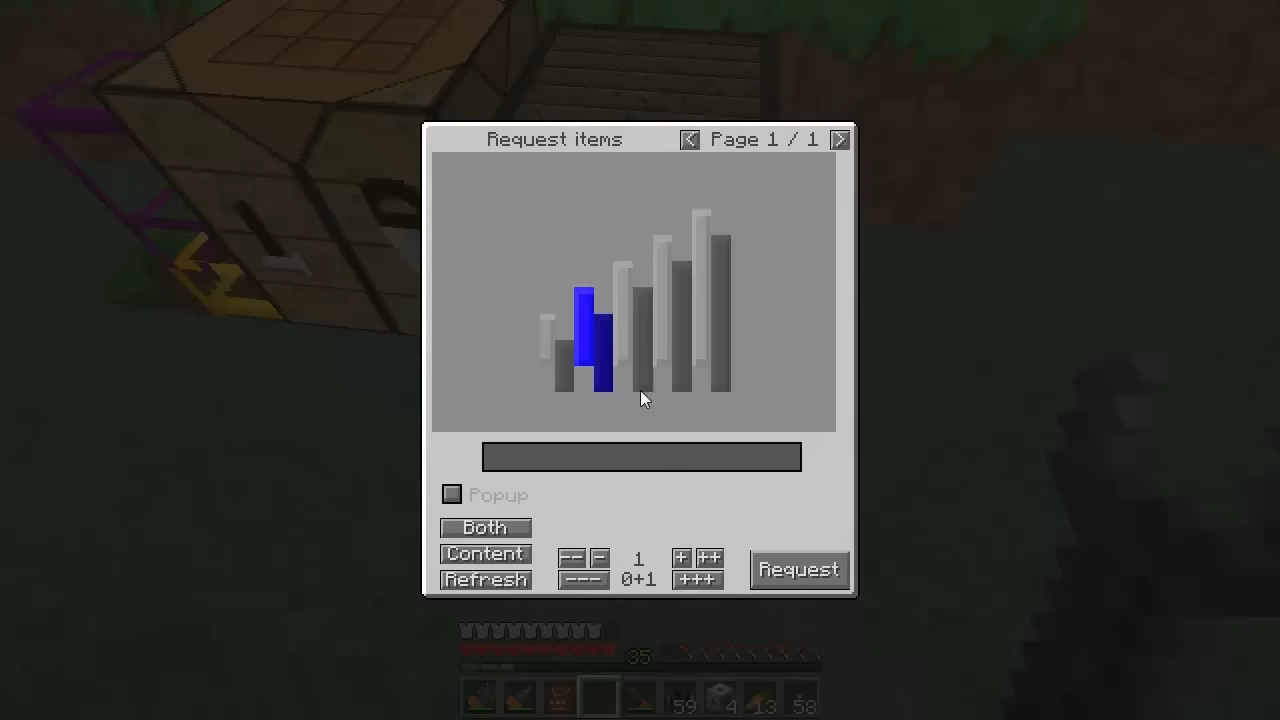 Request items < Page 1 / 1 >
Popup
Both
Content
Refresh
-- - 1 + ++
--- 0+1 +++
Request
35
59 4 13 58